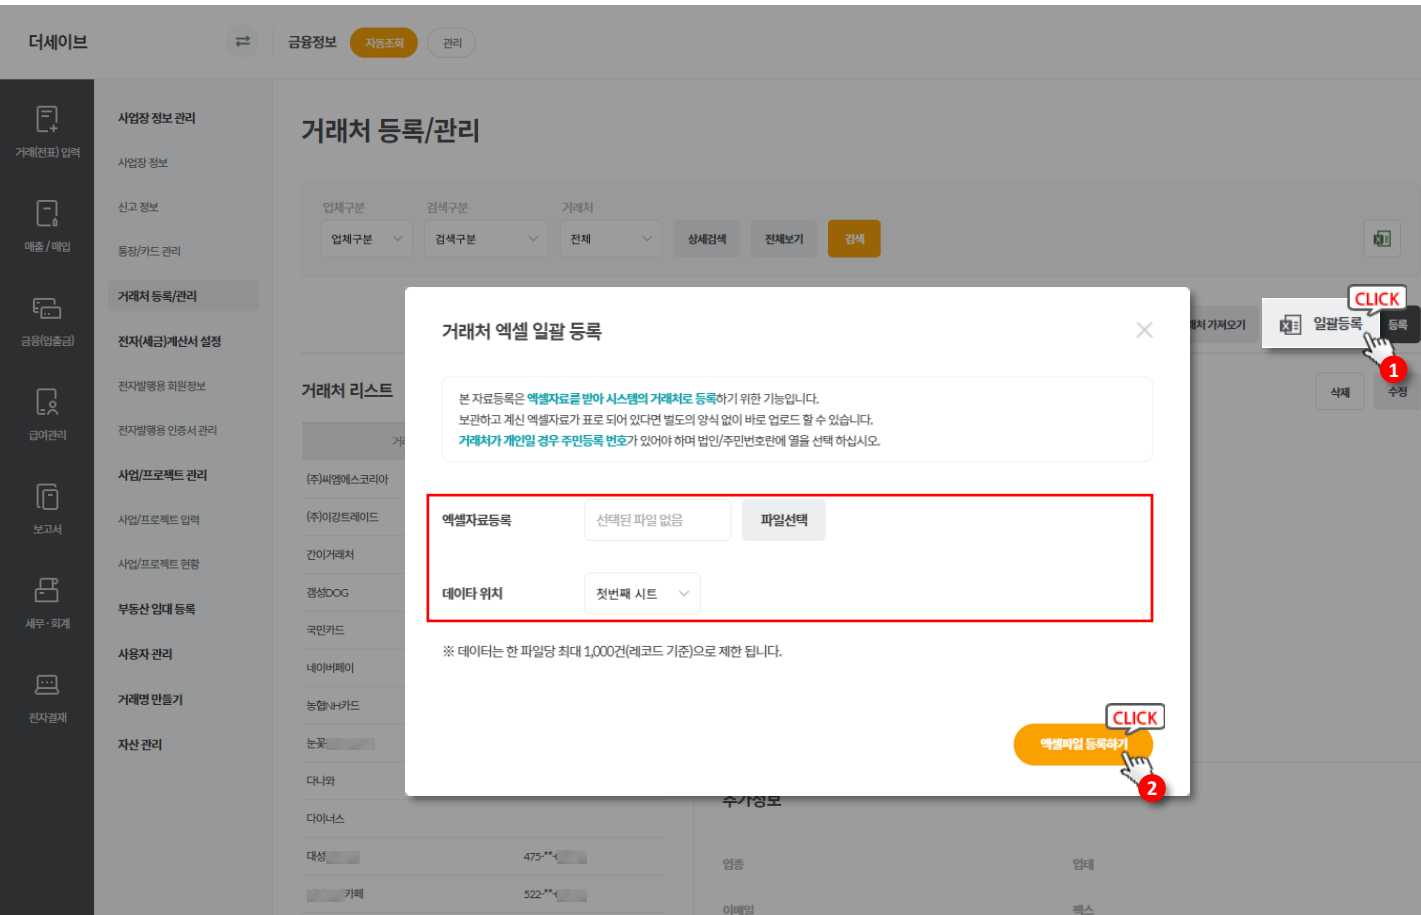 더세이브
금융정보 자동조회 관리
거래(전표) 입력
매출 / 매입
금융(입출금)
급여관리
보고서
세무·회계
전자결재
사업장 정보 관리
사업장 정보
신고 정보
통장/카드 관리
거래처 등록/관리
전자(세금)계산서 설정
전자발행용 회원정보
전자발행용 인증서 관리
사업/프로젝트 관리
사업/프로젝트 입력
사업/프로젝트 현황
부동산 임대 등록
사용자 관리
거래명 만들기
자산 관리
거래처 등록/관리
업체구분 검색구분 거래처
업체구분 검색구분 전체 상세검색 전체보기 검색
가져오기 일괄등록 등록
CLICK
1
거래처 리스트
삭제 수정
(주)씨엠에스코리아
(주)이강트레이드
간이거래처
갬성DOG
국민카드
네이버페이
농협NH카드
눈꽃
다나와
다이너스
대성 475-**-
카페 522-**-
거래처 엑셀 일괄 등록
본 자료등록은 엑셀자료를 받아 시스템의 거래처로 등록하기 위한 기능입니다.
보관하고 계신 엑셀자료가 표로 되어 있다면 별도의 양식 없이 바로 업로드 할 수 있습니다.
거래처가 개인일 경우 주민등록 번호가 있어야 하며 법인/주민번호란에 열을 선택 하십시오.
엑셀자료등록 선택된 파일 없음 파일선택
데이타 위치 첫번째 시트
※ 데이터는 한 파일당 최대 1,000건(레코드 기준)으로 제한 됩니다.
CLICK
엑셀파일 등록하기
2
추가정보
업종 업태
이메일 팩스